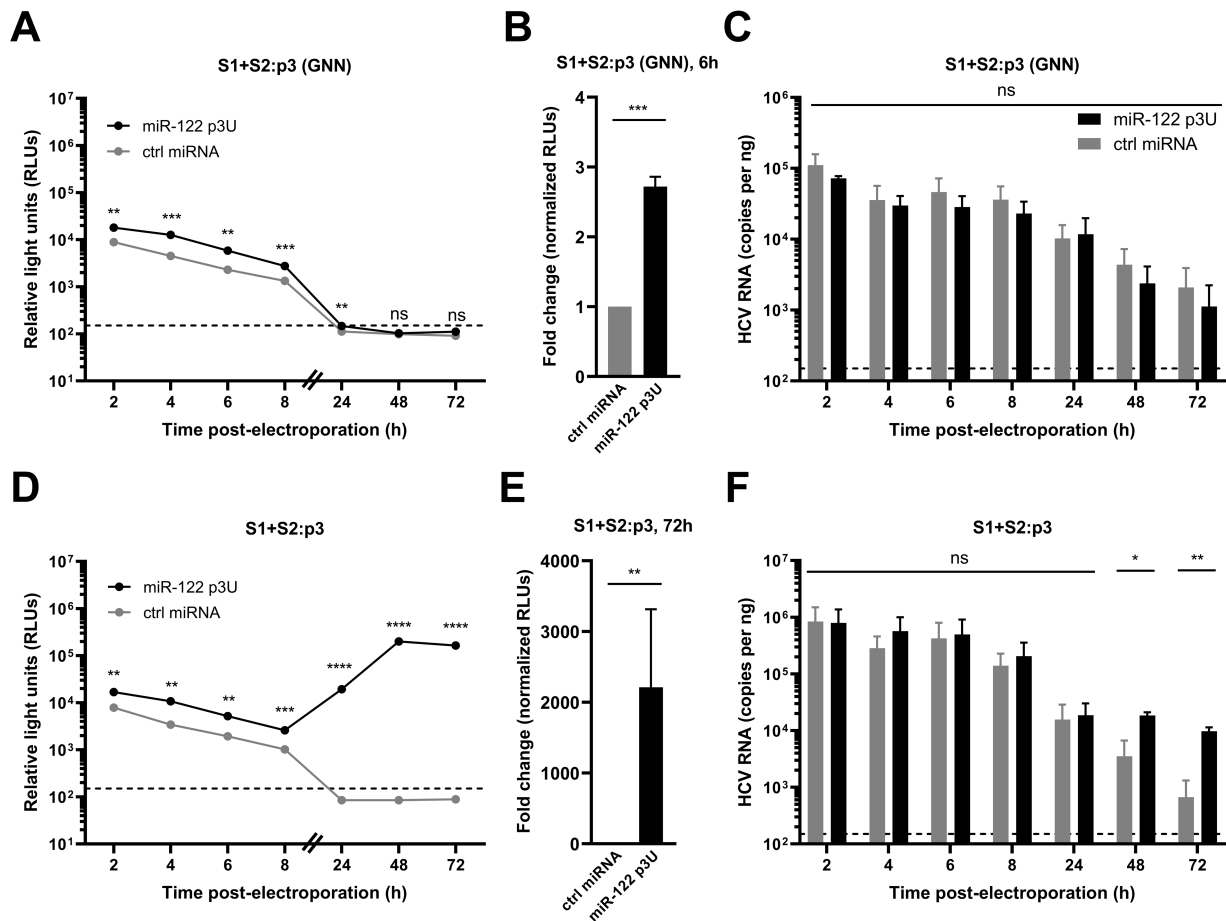 A
S1+S2:p3 (GNN)
Relative light units (RLUs)
10⁷
10⁶
10⁵
10⁴
10³
10²
10¹
miR-122 p3U
ctrl miRNA
** *** ** *** ** ns ns
2 4 6 8 24 48 72
Time post-electroporation (h)
B
S1+S2:p3 (GNN), 6h
Fold change (normalized RLUs)
4
3
2
1
0
***
ctrl miRNA
miR-122 p3U
C
S1+S2:p3 (GNN)
HCV RNA (copies per ng)
10⁶
10⁵
10⁴
10³
10²
ns
miR-122 p3U
ctrl miRNA
2 4 6 8 24 48 72
Time post-electroporation (h)
D
S1+S2:p3
Relative light units (RLUs)
10⁷
10⁶
10⁵
10⁴
10³
10²
10¹
miR-122 p3U
ctrl miRNA
** ** ** *** **** **** ****
2 4 6 8 24 48 72
Time post-electroporation (h)
E
S1+S2:p3, 72h
Fold change (normalized RLUs)
4000
3000
2000
1000
0
**
ctrl miRNA
miR-122 p3U
F
S1+S2:p3
HCV RNA (copies per ng)
10⁷
10⁶
10⁵
10⁴
10³
10²
ns * **
2 4 6 8 24 48 72
Time post-electroporation (h)